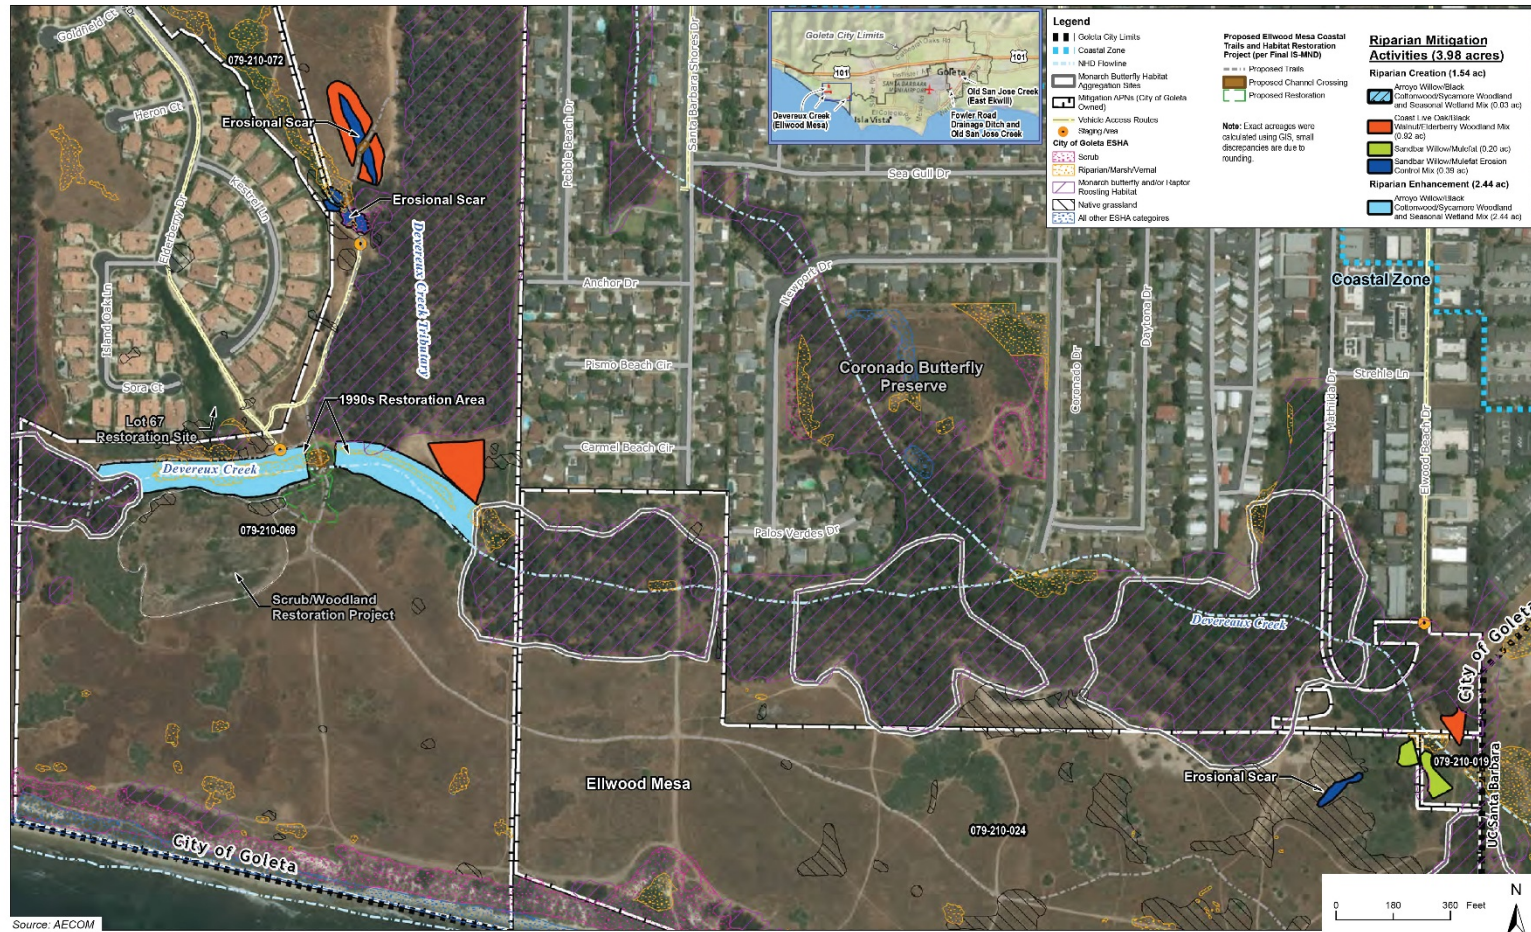 Goldfield Ct
079-210-072
Heron Ct
Erosional Scar
Kestrel Ln
Elderberry Dr
Erosional Scar
Devereux Creek Tributary
Island Oak Ln
Sora Ct
Lot 67
Restoration Site
1990s Restoration Area
Devereux Creek
079-210-069
Scrub/Woodland
Restoration Project
Pebble Beach Dr
Santa Barbara Shores Dr
Anchor Dr
Pismo Beach Cir
Carmel Beach Cir
Sea Gull Dr
Newport Dr
Coronado Butterfly
Preserve
Palos Verdes Dr
Coronado Dr
Daytona Dr
Mathilda Dr
Strehle Ln
Elwood Beach Dr
Coastal Zone
Devereaux Creek
City of Goleta
UC Santa Barbara
079-210-019
Erosional Scar
079-210-024
Ellwood Mesa
City of Goleta
Goleta City Limits
101
101
Goleta
Isla Vista
Old San Jose Creek
(East Ekwill)
Devereux Creek
(Ellwood Mesa)
Fowler Road
Drainage Ditch and
Old San Jose Creek
Legend
Goleta City Limits
Coastal Zone
NHD Flowline
Monarch Butterfly Habitat
Aggregation Sites
Mitigation APNs (City of Goleta
Owned)
Vehicle Access Routes
Staging Area
City of Goleta ESHA
Scrub
Riparian/Marsh/Vernal
Monarch butterfly and/or Raptor
Roosting Habitat
Native grassland
All other ESHA categoires
Proposed Ellwood Mesa Coastal
Trails and Habitat Restoration
Project (per Final IS-MND)
Proposed Trails
Proposed Channel Crossing
Proposed Restoration
Note: Exact acreages were
calculated using GIS, small
discrepancies are due to
rounding.
Riparian Mitigation
Activities (3.98 acres)
Riparian Creation (1.54 ac)
Arroyo Willow/Black
Cottonwood/Sycamore Woodland
and Seasonal Wetland Mix (0.03 ac)
Coast Live Oak/Black
Walnut/Elderberry Woodland Mix
(0.92 ac)
Sandbar Willow/Mulefat (0.20 ac)
Sandbar Willow/Mulefat Erosion
Control Mix (0.39 ac)
Riparian Enhancement (2.44 ac)
Arroyo Willow/Black
Cottonwood/Sycamore Woodland
and Seasonal Wetland Mix (2.44 ac)
N
0 180 360 Feet
Source: AECOM